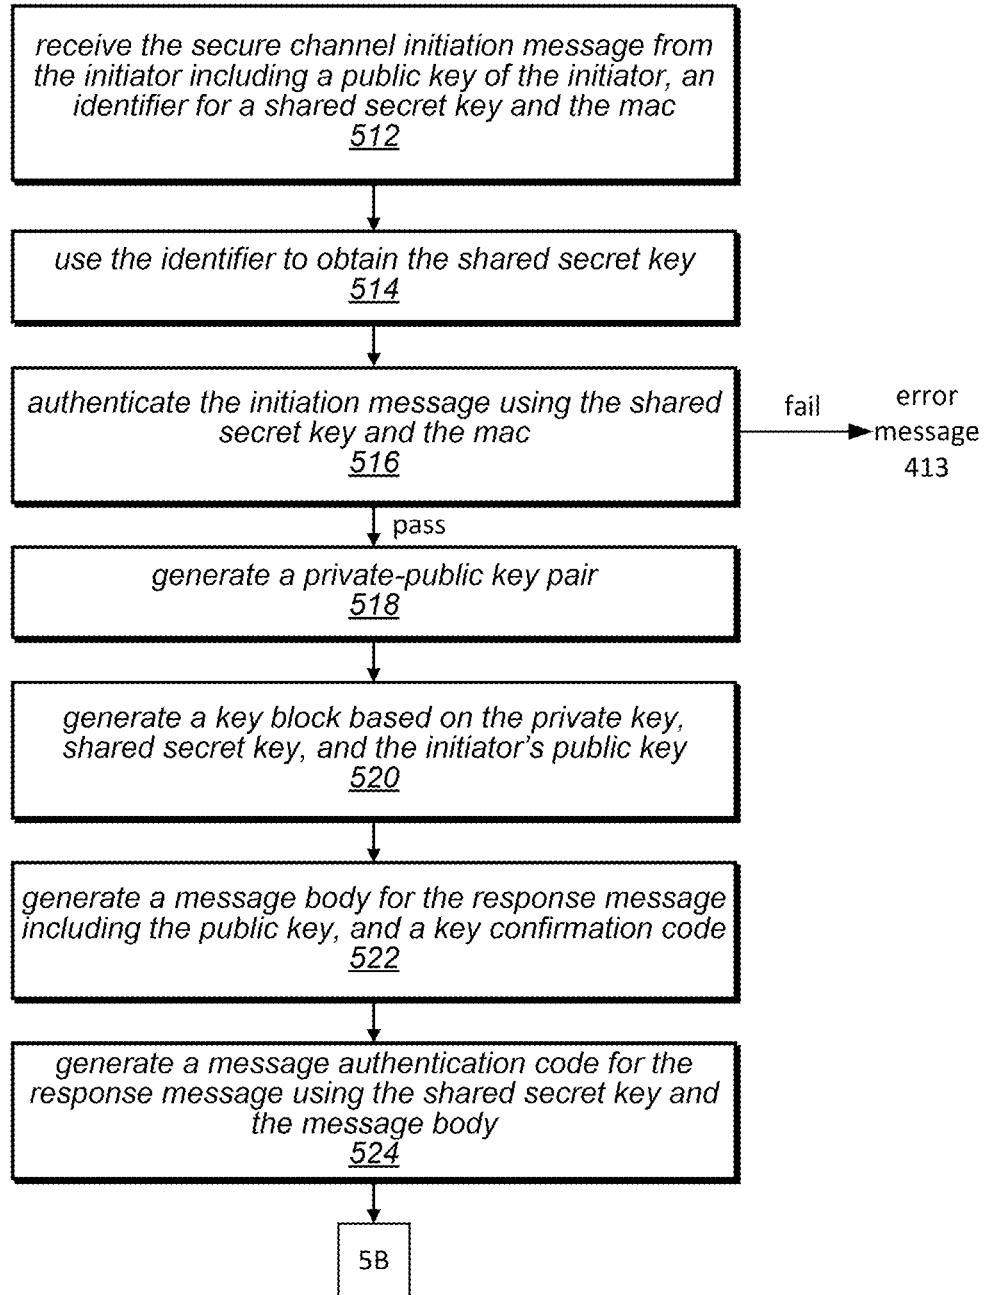 receive the secure channel initiation message from
the initiator including a public key of the initiator, an
identifier for a shared secret key and the mac
512
use the identifier to obtain the shared secret key
514
authenticate the initiation message using the shared
secret key and the mac
516
fail
error
message
413
pass
generate a private-public key pair
518
generate a key block based on the private key,
shared secret key, and the initiator's public key
520
generate a message body for the response message
including the public key, and a key confirmation code
522
generate a message authentication code for the
response message using the shared secret key and
the message body
524
5B